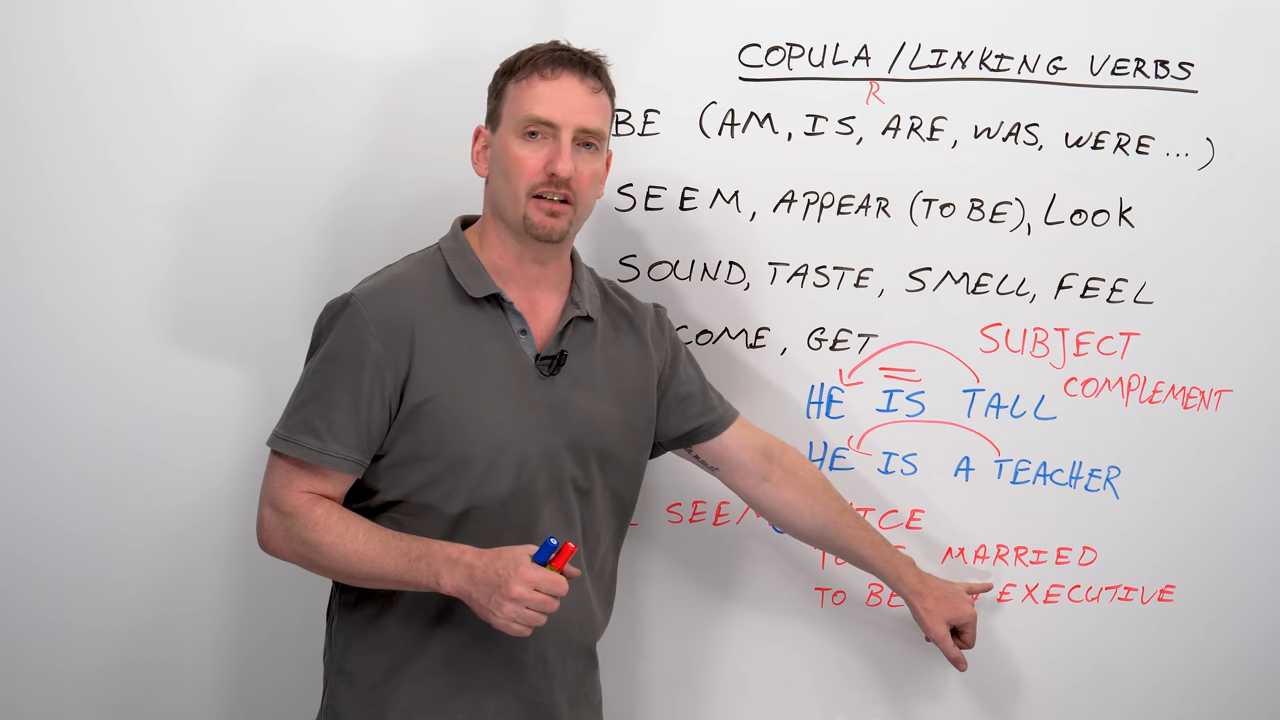 COPULA / LINKING VERBS
R
BE (AM, IS, ARE, WAS, WERE ... )
SEEM, APPEAR (TO BE), LOOK
SOUND, TASTE, SMELL, FEEL
COME, GET
SUBJECT
COMPLEMENT
HE IS TALL
HE IS A TEACHER
SEEM
MARRIED
TO BE EXECUTIVE